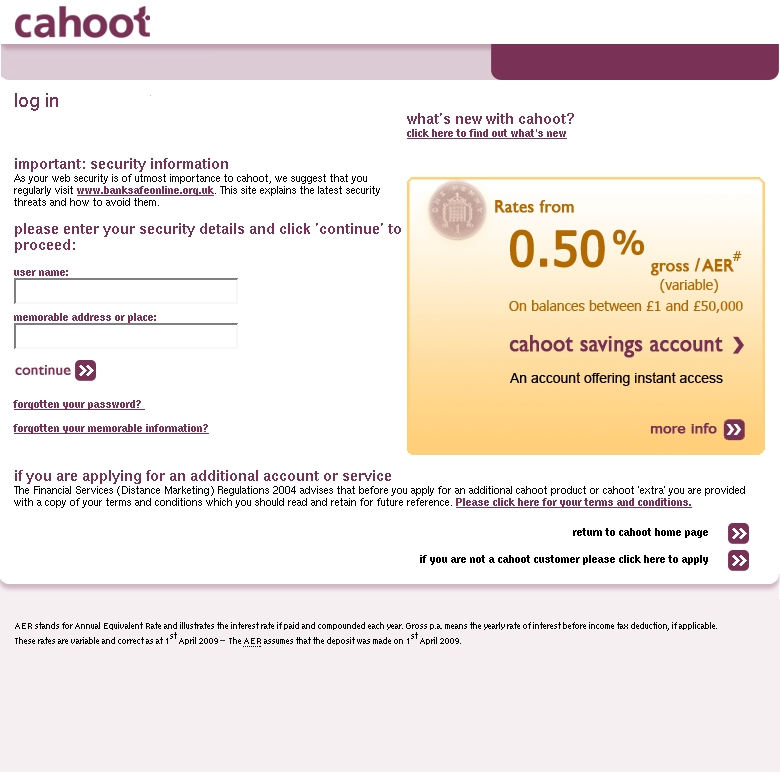 cahoot
log in
what's new with cahoot?
click here to find out what's new
important: security information
As your web security is of utmost importance to cahoot, we suggest that you
regularly visit www.banksafeonline.org.uk. This site explains the latest security
threats and how to avoid them.
please enter your security details and click 'continue' to
proceed:
user name:
memorable address or place:
continue
forgotten your password?
forgotten your memorable information?
Rates from
0.50%
gross /AER#
(variable)
On balances between £1 and £50,000
cahoot savings account
An account offering instant access
more info
if you are applying for an additional account or service
The Financial Services (Distance Marketing) Regulations 2004 advises that before you apply for an additional cahoot product or cahoot 'extra' you are provided
with a copy of your terms and conditions which you should read and retain for future reference. Please click here for your terms and conditions.
return to cahoot home page
if you are not a cahoot customer please click here to apply
AER stands for Annual Equivalent Rate and illustrates the interest rate if paid and compounded each year. Gross p.a. means the yearly rate of interest before income tax deduction, if applicable.
These rates are variable and correct as at 1st April 2009 – The AER assumes that the deposit was made on 1st April 2009.